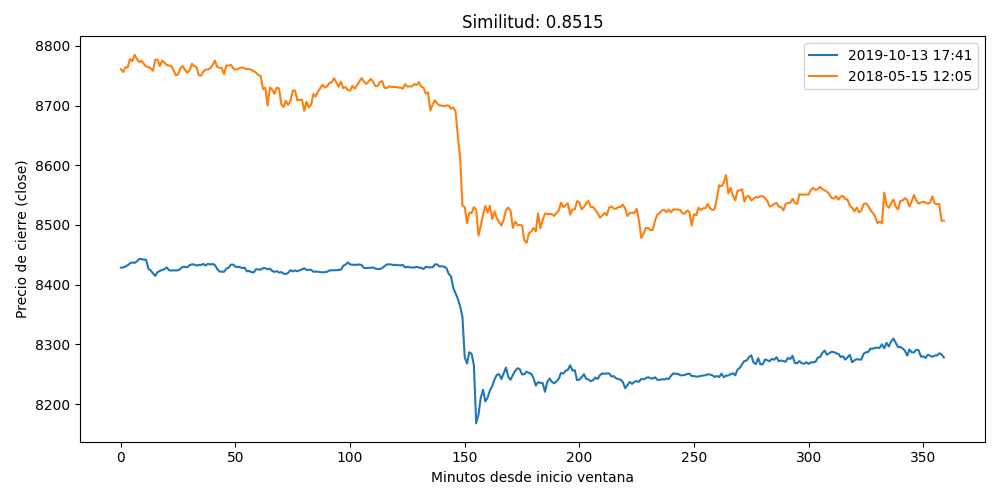 Similitud: 0.8515
2019-10-13 17:41
2018-05-15 12:05
Precio de cierre (close)
8800
8700
8600
8500
8400
8300
8200
0 50 100 150 200 250 300 350
Minutos desde inicio ventana